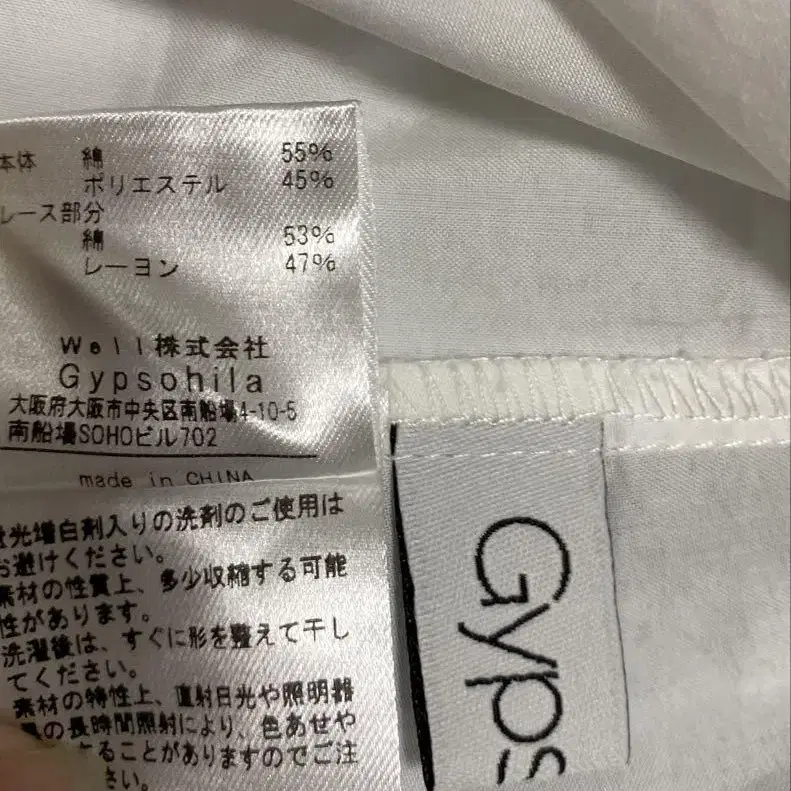 本体 綿 55%
ポリエステル 45%
レース部分
綿 53%
レーヨン 47%
Well株式会社
Gypsohila
大阪府大阪市中央区南船場4-10-5
南船場SOHOビル702
made in CHINA
光増白剤入りの洗剤のご使用は
お避けください。
素材の性質上、多少収縮する可能
性があります。
洗濯後は、すぐに形を整えて干し
てください。
素材の特性上、直射日光や照明器
の長時間照射により、色あせや
することがありますのでご注
さい。
Gyps